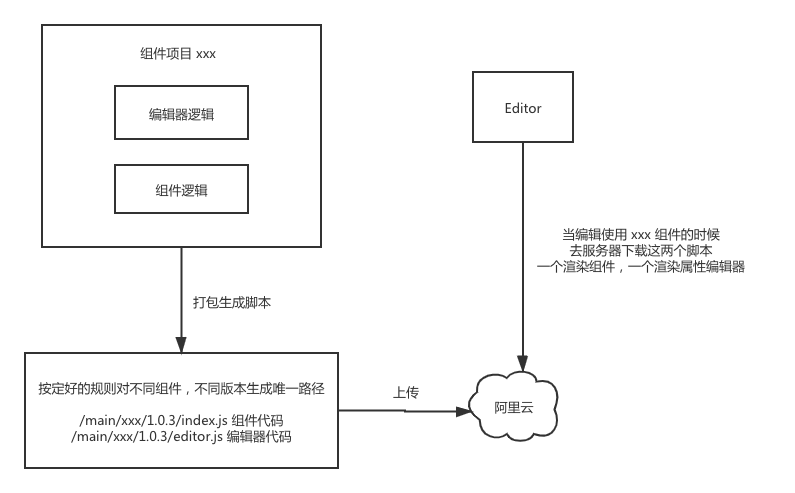 组件项目 xxx
编辑器逻辑
组件逻辑
打包生成脚本
按定好的规则对不同组件，不同版本生成唯一路径
/main/xxx/1.0.3/index.js 组件代码
/main/xxx/1.0.3/editor.js 编辑器代码
上传
Editor
当编辑使用 xxx 组件的时候
去服务器下载这两个脚本
一个渲染组件，一个渲染属性编辑器
阿里云